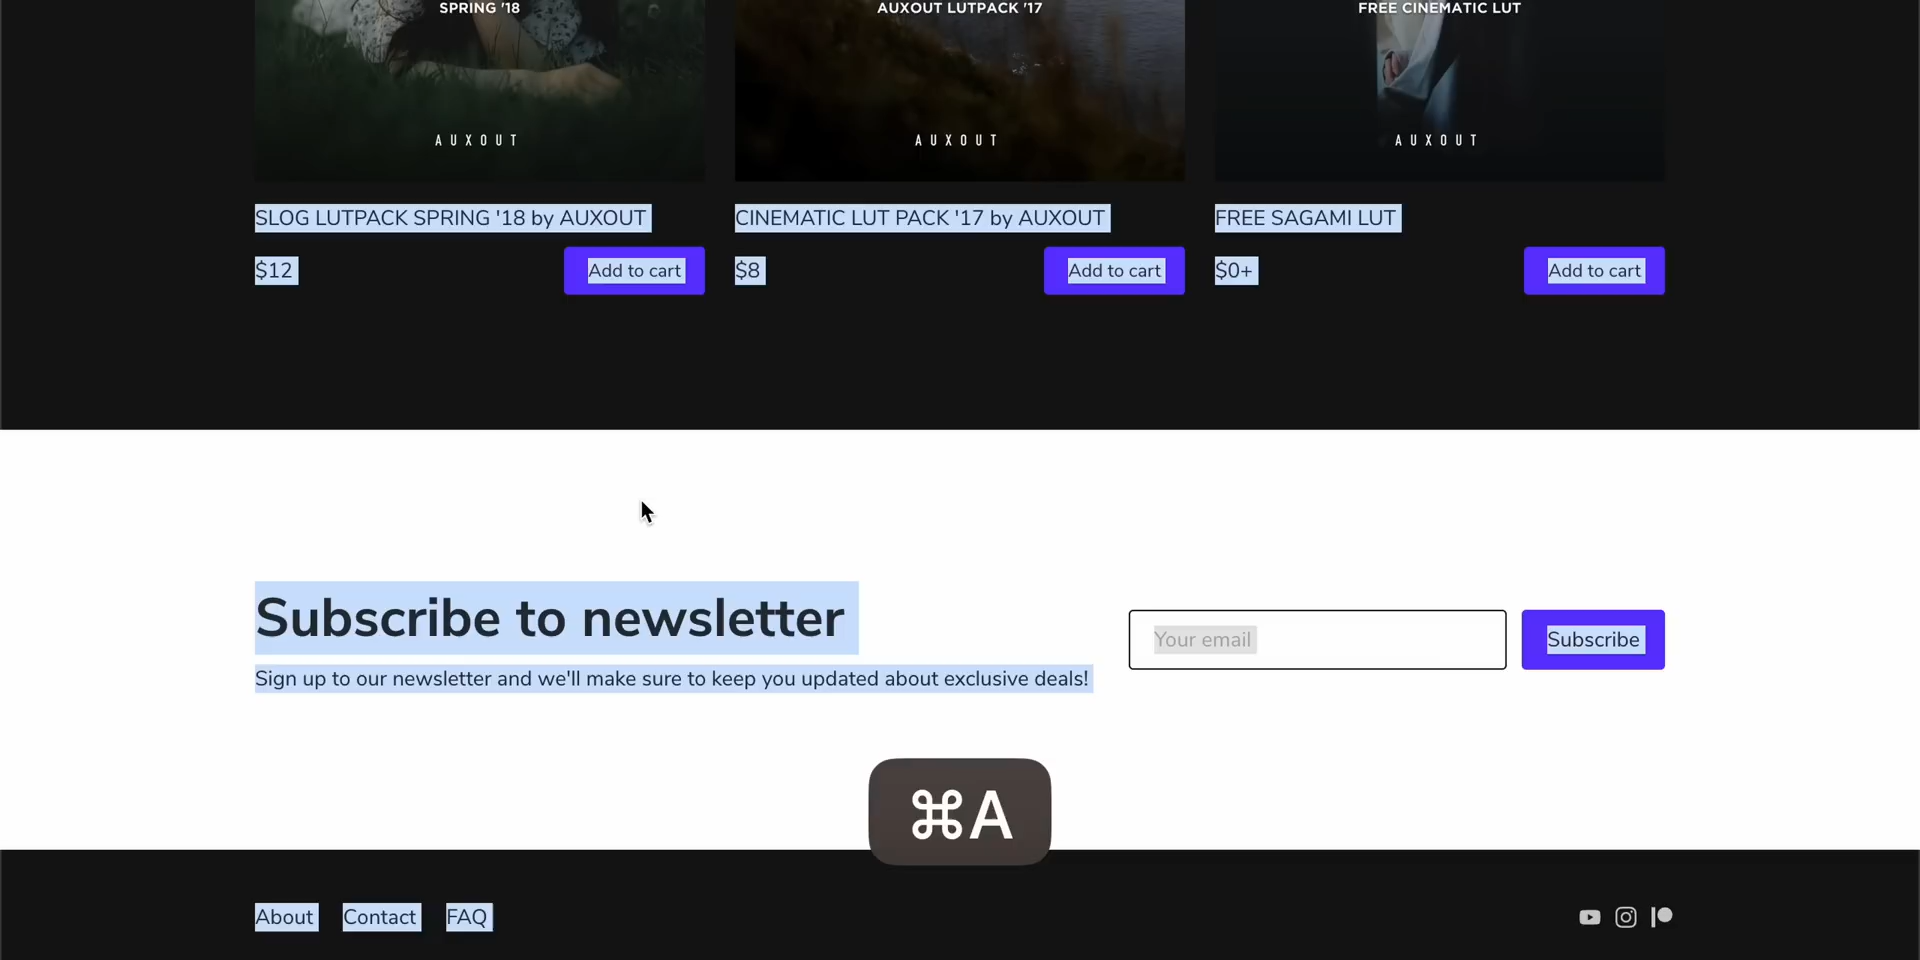 SPRING '18
AUXOUT LUTPACK '17
FREE CINEMATIC LUT
AUXOUT
AUXOUT
AUXOUT
SLOG LUTPACK SPRING '18 by AUXOUT
CINEMATIC LUT PACK '17 by AUXOUT
FREE SAGAMI LUT
$12
Add to cart
$8
Add to cart
$0+
Add to cart
Subscribe to newsletter
Your email
Subscribe
Sign up to our newsletter and we'll make sure to keep you updated about exclusive deals!
⌘A
About
Contact
FAQ